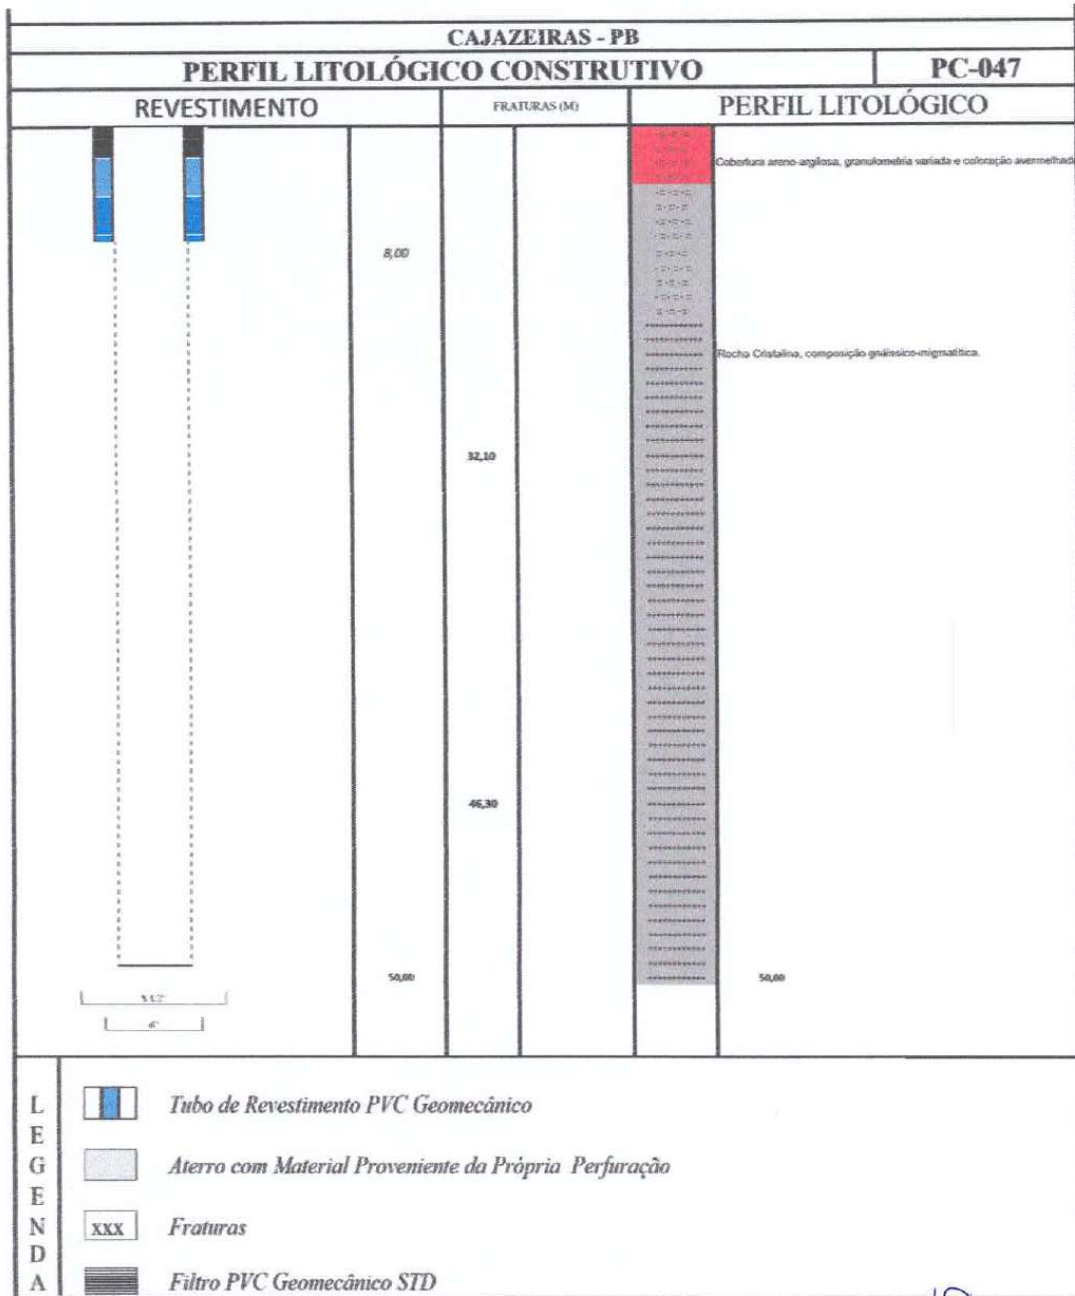 CAJAZEIRAS - PB
PERFIL LITOLÓGICO CONSTRUTIVO PC-047
REVESTIMENTO FRATURAS (M) PERFIL LITOLÓGICO
Cobertura areno-argilosa, granulometria variada e coloração avermelhada
8,00
Rocha Cristalina, composição gnáissico-migmatítica.
32,10
46,30
50,00 50,00
6"
LEGENDA
Tubo de Revestimento PVC Geomecânico
Aterro com Material Proveniente da Própria Perfuração
xxx Fraturas
Filtro PVC Geomecânico STD